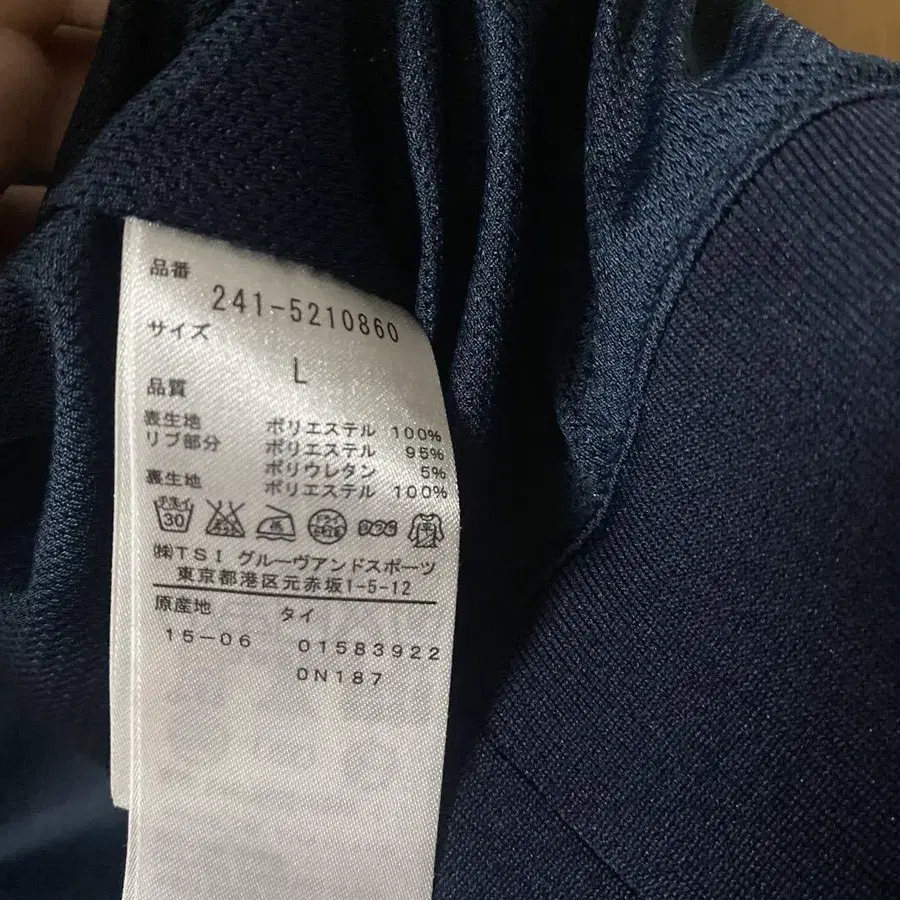 品番
241-5210860
サイズ
L
品質
表生地 ポリエステル 100%
リブ部分 ポリエステル 95%
ポリウレタン 5%
裏生地 ポリエステル 100%
30
㈱TSI グルーヴアンドスポーツ
東京都港区元赤坂1-5-12
原産地 タイ
15-06 01583922
0N187